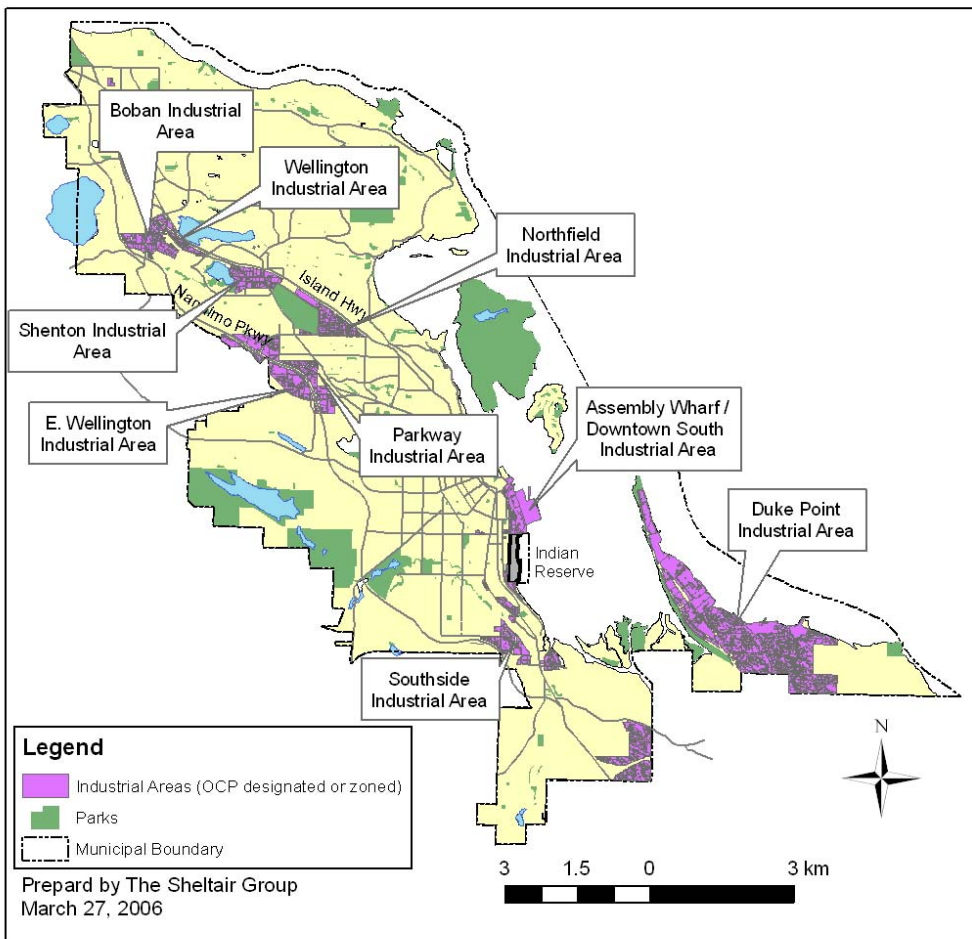 Boban Industrial
Area
Wellington
Industrial Area
Northfield
Industrial Area
Island Hwy
Nanaimo Pkwy
Shenton Industrial
Area
E. Wellington
Industrial Area
Parkway
Industrial Area
Assembly Wharf /
Downtown South
Industrial Area
Duke Point
Industrial Area
Indian
Reserve
Southside
Industrial Area
Legend
Industrial Areas (OCP designated or zoned)
Parks
Municipal Boundary
N
3 1.5 0 3 km
Prepard by The Sheltair Group
March 27, 2006